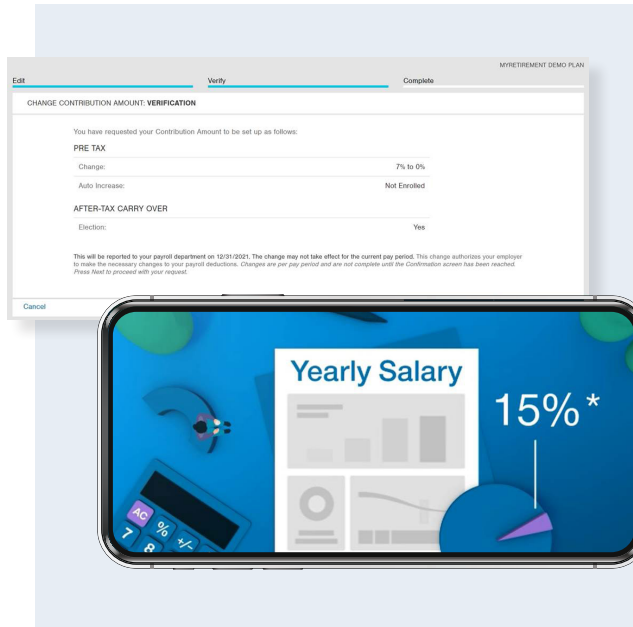 MYRETIREMENT DEMO PLAN
Edit Verify Complete
CHANGE CONTRIBUTION AMOUNT: VERIFICATION
You have requested your Contribution Amount to be set up as follows:
PRE TAX
Change: 7% to 0%
Auto Increase: Not Enrolled
AFTER-TAX CARRY OVER
Election: Yes
This will be reported to your payroll department on 12/31/2021. The change may not take effect for the current pay period. This change authorizes your employer
to make the necessary changes to your payroll deductions. Changes are per pay period and are not complete until the Confirmation screen has been reached.
Press Next to proceed with your request.
Cancel
Yearly Salary
15%*
AC % +/-
7 8